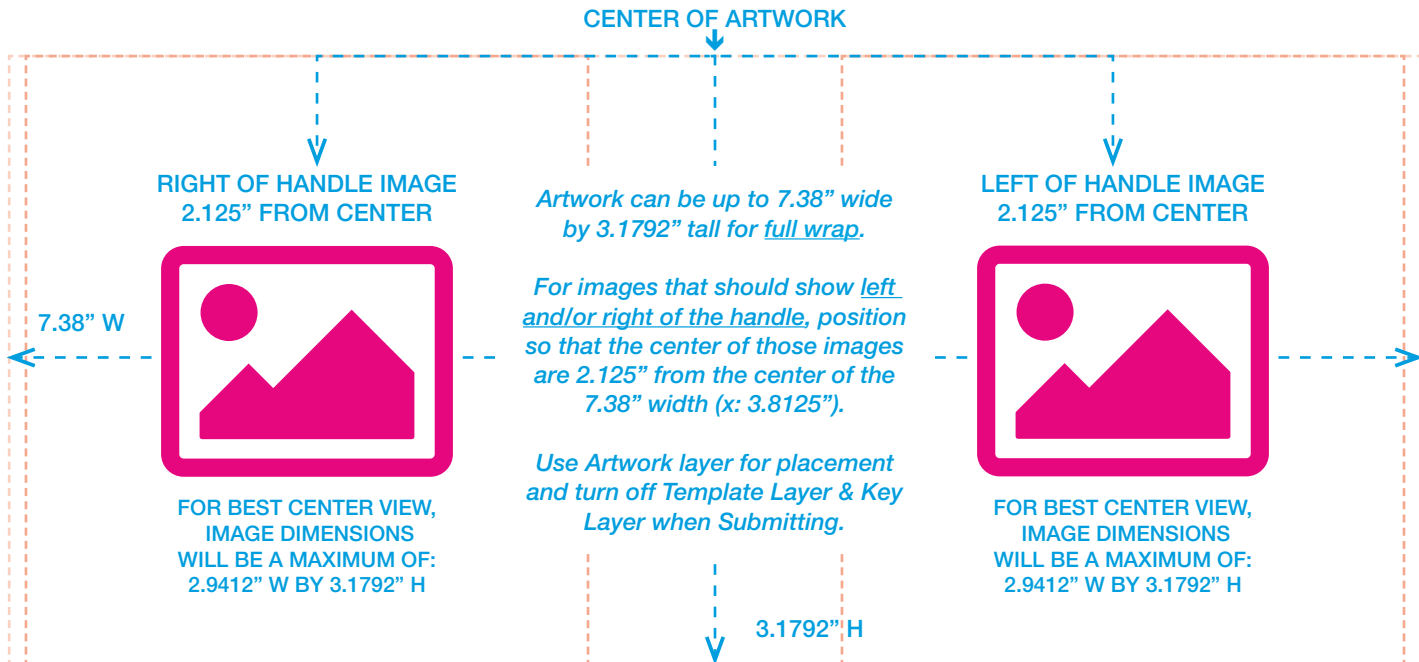 CENTER OF ARTWORK
RIGHT OF HANDLE IMAGE
2.125” FROM CENTER
LEFT OF HANDLE IMAGE
2.125” FROM CENTER
Artwork can be up to 7.38” wide
by 3.1792” tall for full wrap.
For images that should show left
and/or right of the handle, position
so that the center of those images
are 2.125” from the center of the
7.38” width (x: 3.8125”).
Use Artwork layer for placement
and turn off Template Layer & Key
Layer when Submitting.
7.38” W
FOR BEST CENTER VIEW,
IMAGE DIMENSIONS
WILL BE A MAXIMUM OF:
2.9412” W BY 3.1792” H
FOR BEST CENTER VIEW,
IMAGE DIMENSIONS
WILL BE A MAXIMUM OF:
2.9412” W BY 3.1792” H
3.1792” H